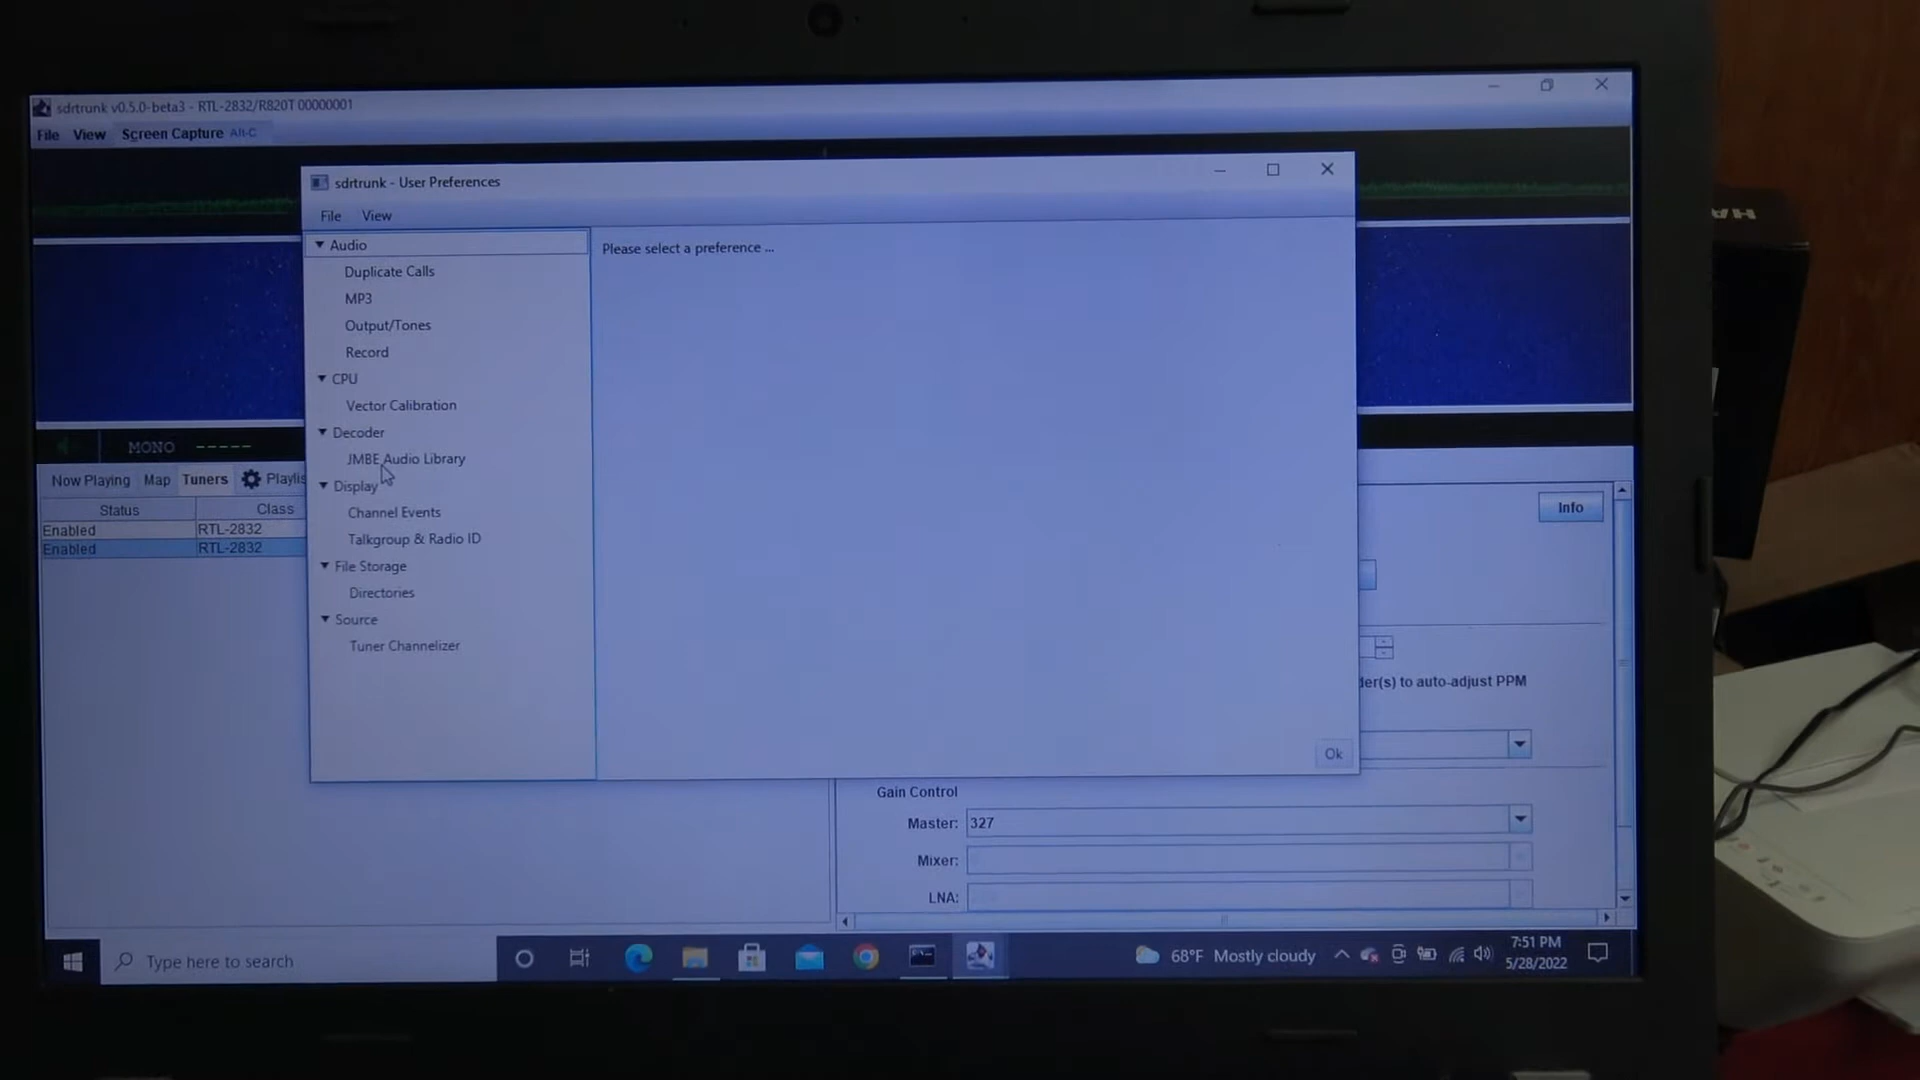 sdrtrunk v0.5.0-beta3 - RTL-2832/R820T 00000001
File View Screen Capture Alt-C
sdrtrunk - User Preferences
File View
Audio
Please select a preference ...
Duplicate Calls
MP3
Output/Tones
Record
CPU
Vector Calibration
Decoder
JMBE Audio Library
Display
Channel Events
Talkgroup & Radio ID
File Storage
Directories
Source
Tuner Channelizer
Ok
MONO -----
Now Playing Map Tuners
Status Class
Enabled RTL-2832
Enabled RTL-2832
Info
to auto-adjust PPM
Gain Control
Master: 327
Mixer:
LNA:
Type here to search
68°F Mostly cloudy
7:51 PM
5/28/2022